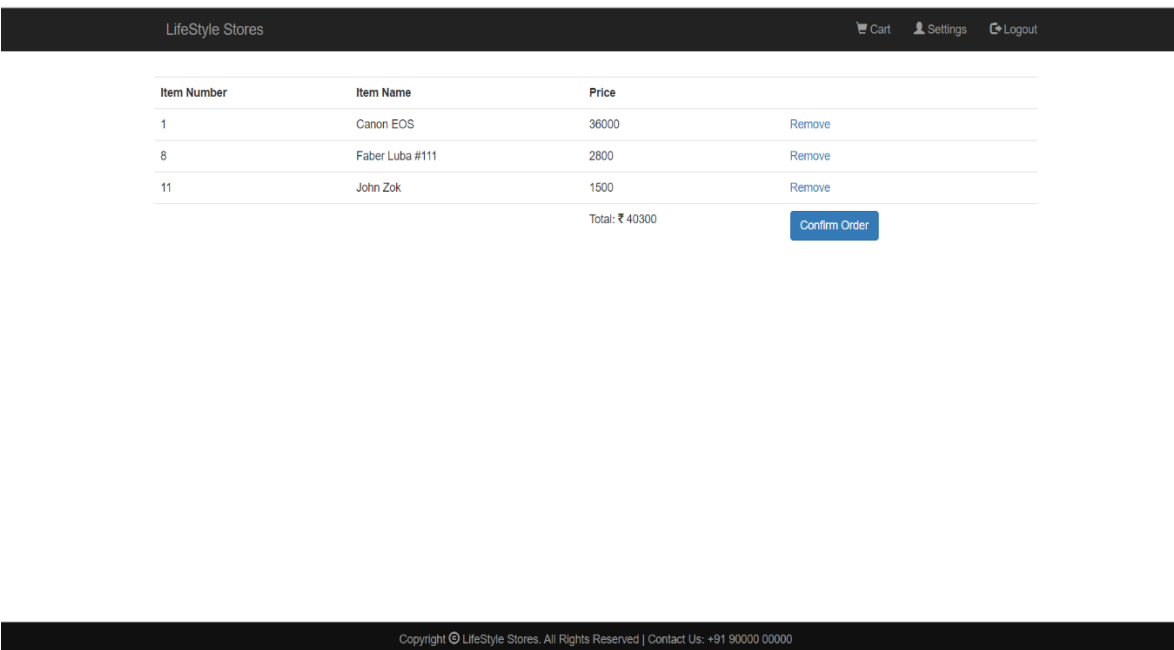 LifeStyle Stores Cart Settings Logout
Item Number Item Name Price
1 Canon EOS 36000 Remove
8 Faber Luba #111 2800 Remove
11 John Zok 1500 Remove
Total: ₹ 40300 Confirm Order
Copyright © LifeStyle Stores. All Rights Reserved | Contact Us: +91 90000 00000